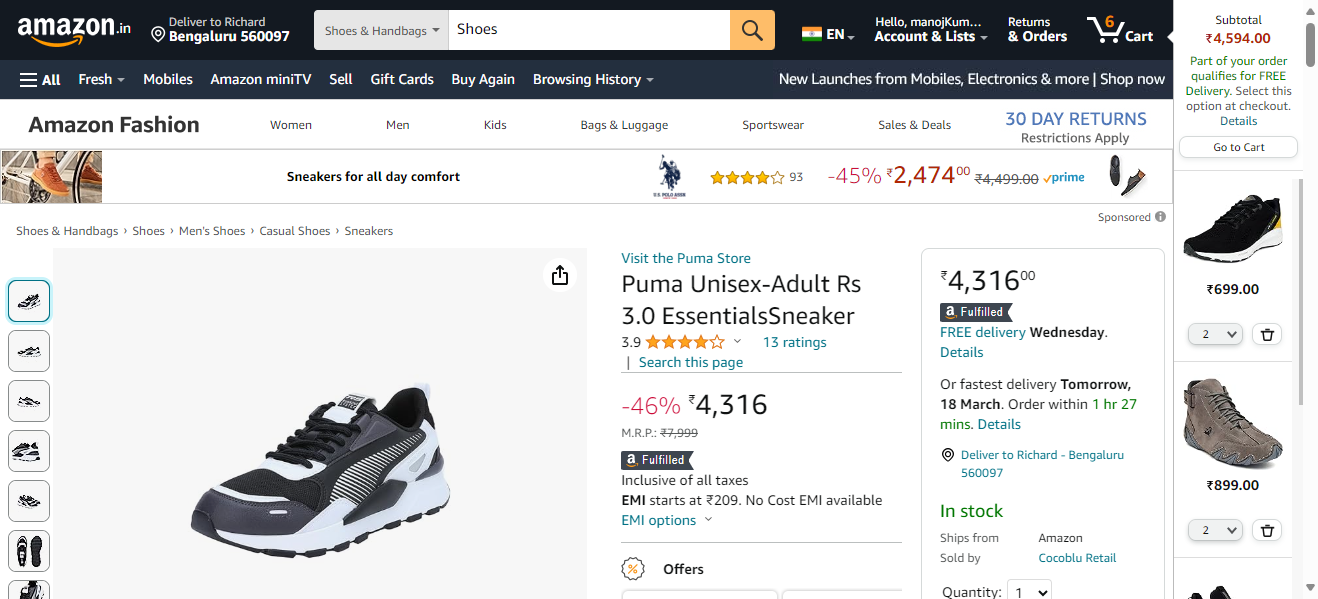 amazon.in
Deliver to Richard
Bengaluru 560097
Shoes & Handbags
Shoes
EN
Hello, manojKum...
Account & Lists
Returns
& Orders
6
Cart
All
Fresh
Mobiles
Amazon miniTV
Sell
Gift Cards
Buy Again
Browsing History
New Launches from Mobiles, Electronics & more | Shop now
Amazon Fashion
Women
Men
Kids
Bags & Luggage
Sportswear
Sales & Deals
30 DAY RETURNS
Restrictions Apply
Sneakers for all day comfort
U.S. POLO ASSN.
93
-45% ₹2,47400 ₹4,499.00 prime
Sponsored
Shoes & Handbags › Shoes › Men's Shoes › Casual Shoes › Sneakers
Visit the Puma Store
Puma Unisex-Adult Rs
3.0 EssentialsSneaker
3.9
13 ratings
| Search this page
-46% ₹4,316
M.R.P.: ₹7,999
a Fulfilled
Inclusive of all taxes
EMI starts at ₹209. No Cost EMI available
EMI options
Offers
₹4,31600
a Fulfilled
FREE delivery Wednesday.
Details
Or fastest delivery Tomorrow,
18 March. Order within 1 hr 27
mins. Details
Deliver to Richard - Bengaluru
560097
In stock
Ships from Amazon
Sold by Cocoblu Retail
Quantity: 1
Subtotal
₹4,594.00
Part of your order
qualifies for FREE
Delivery. Select this
option at checkout.
Details
Go to Cart
₹699.00
2
₹899.00
2